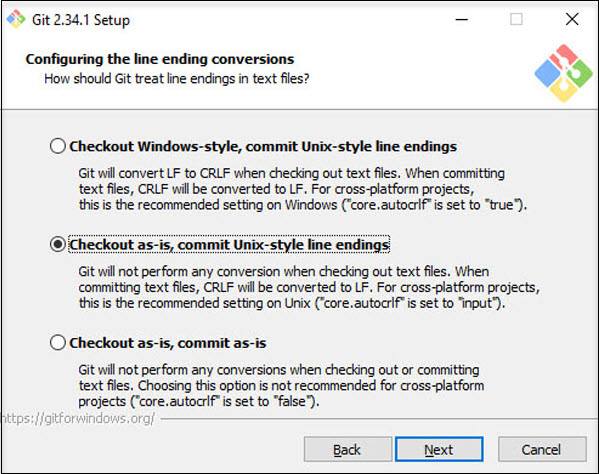 Git 2.34.1 Setup
Configuring the line ending conversions
How should Git treat line endings in text files?
Checkout Windows-style, commit Unix-style line endings
Git will convert LF to CRLF when checking out text files. When committing
text files, CRLF will be converted to LF. For cross-platform projects,
this is the recommended setting on Windows ("core.autocrlf" is set to "true").
Checkout as-is, commit Unix-style line endings
Git will not perform any conversion when checking out text files. When
committing text files, CRLF will be converted to LF. For cross-platform projects,
this is the recommended setting on Unix ("core.autocrlf" is set to "input").
Checkout as-is, commit as-is
Git will not perform any conversions when checking out or committing
text files. Choosing this option is not recommended for cross-platform
projects ("core.autocrlf" is set to "false").
https://gitforwindows.org/
Back Next Cancel